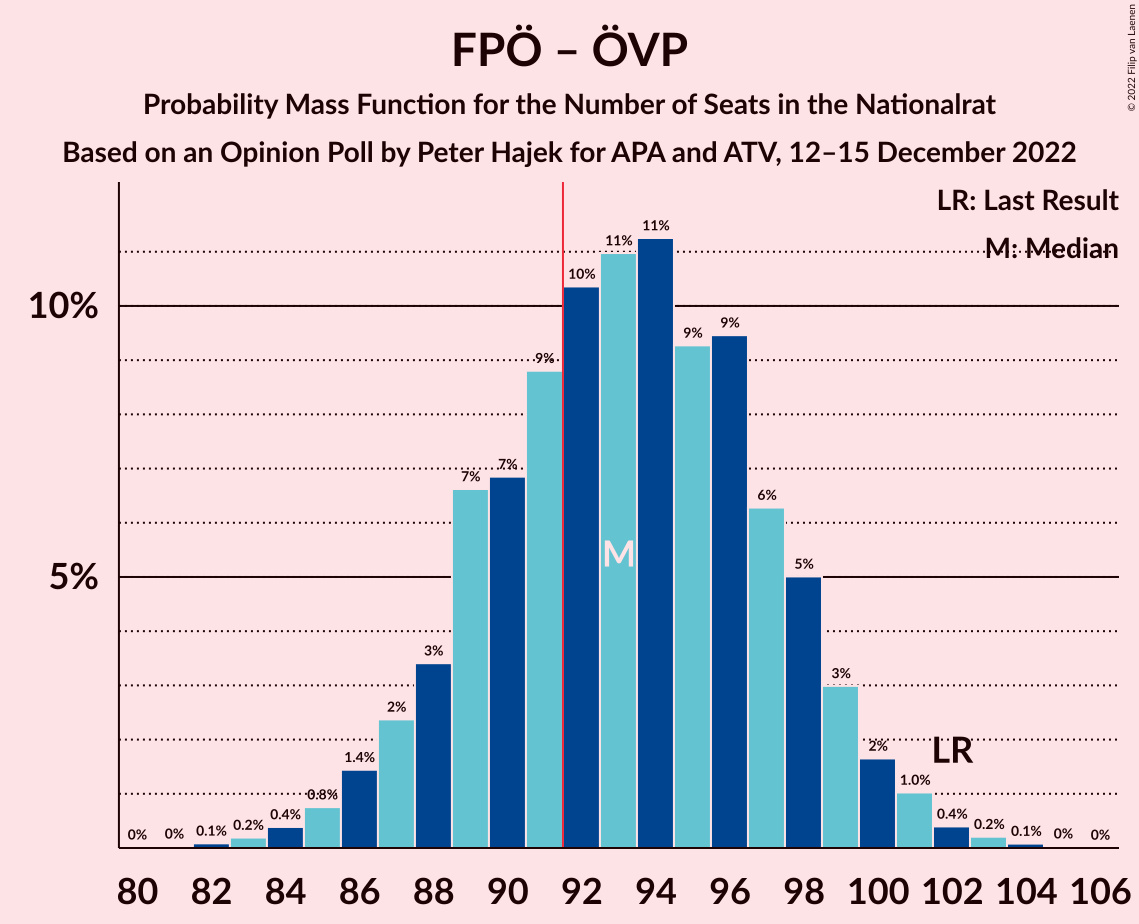 FPÖ – ÖVP
Probability Mass Function for the Number of Seats in the Nationalrat
Based on an Opinion Poll by Peter Hajek for APA and ATV, 12–15 December 2022
© 2022 Filip van Laenen
LR: Last Result
M: Median
10%
5%
0% 0% 0.1% 0.2% 0.4% 0.8% 1.4% 2% 3% 7% 7% 9% 10% 11% 11% 9% 9% 6% 5% 3% 2% 1.0% 0.4% 0.2% 0.1% 0% 0%
M
LR
80 82 84 86 88 90 92 94 96 98 100 102 104 106